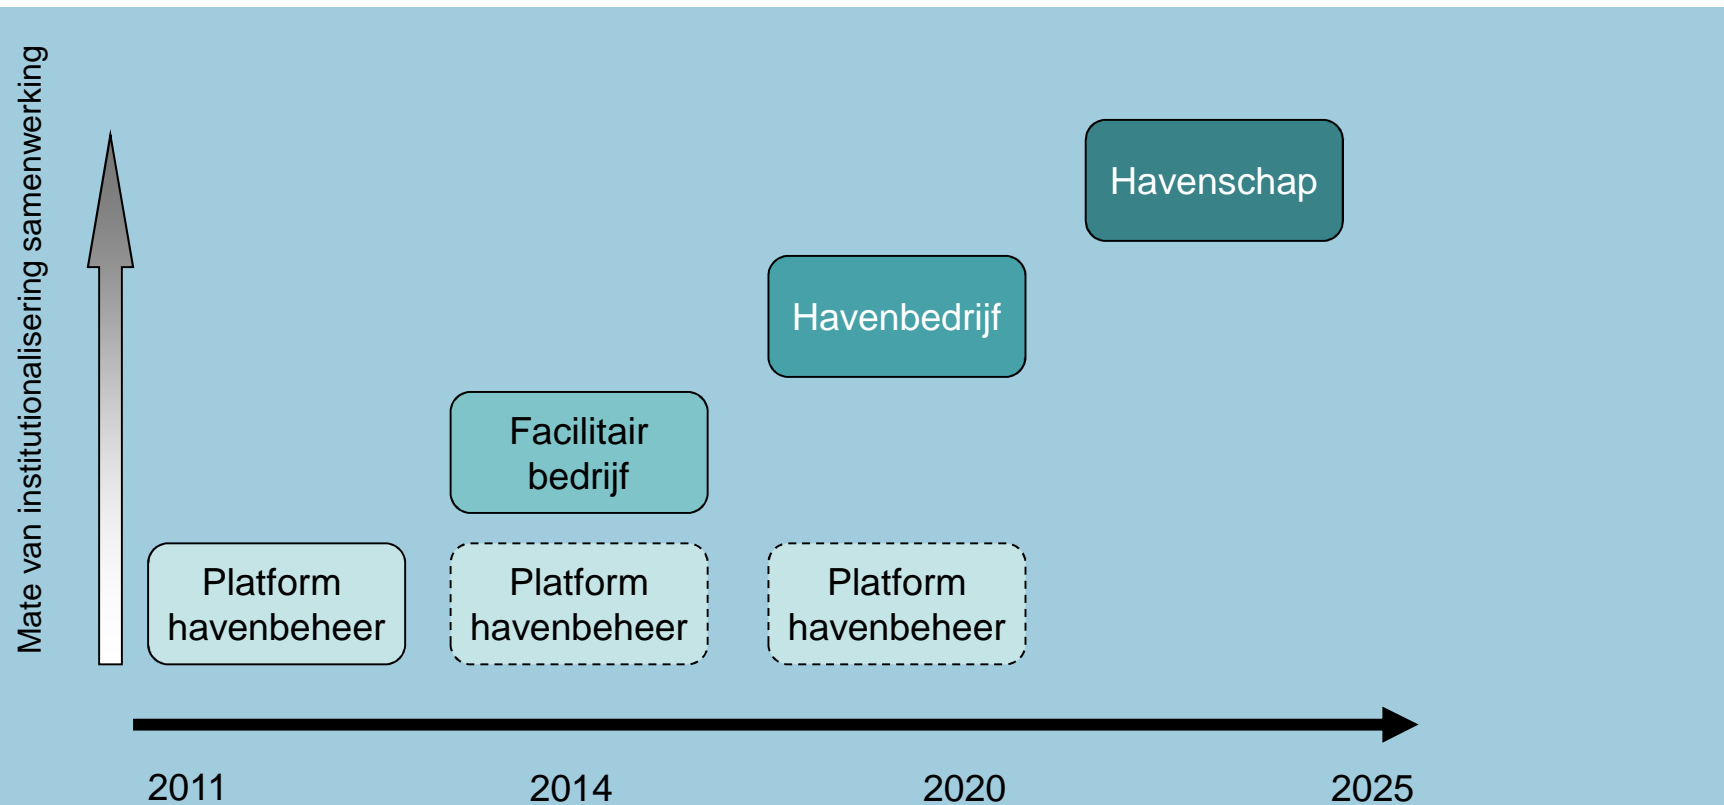 Mate van institutionalisering samenwerking
Havenschap
Havenbedrijf
Facilitair
bedrijf
Platform
havenbeheer
Platform
havenbeheer
Platform
havenbeheer
2011
2014
2020
2025